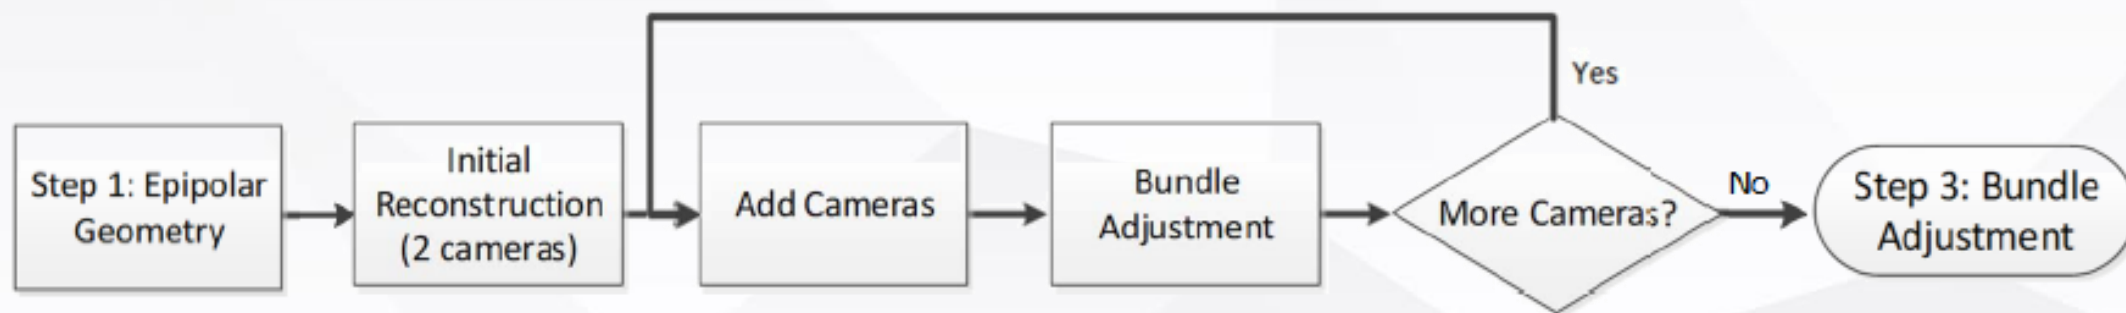 Yes
Step 1: Epipolar
Geometry
Initial
Reconstruction
(2 cameras)
Add Cameras
Bundle
Adjustment
More Cameras?
No
Step 3: Bundle
Adjustment